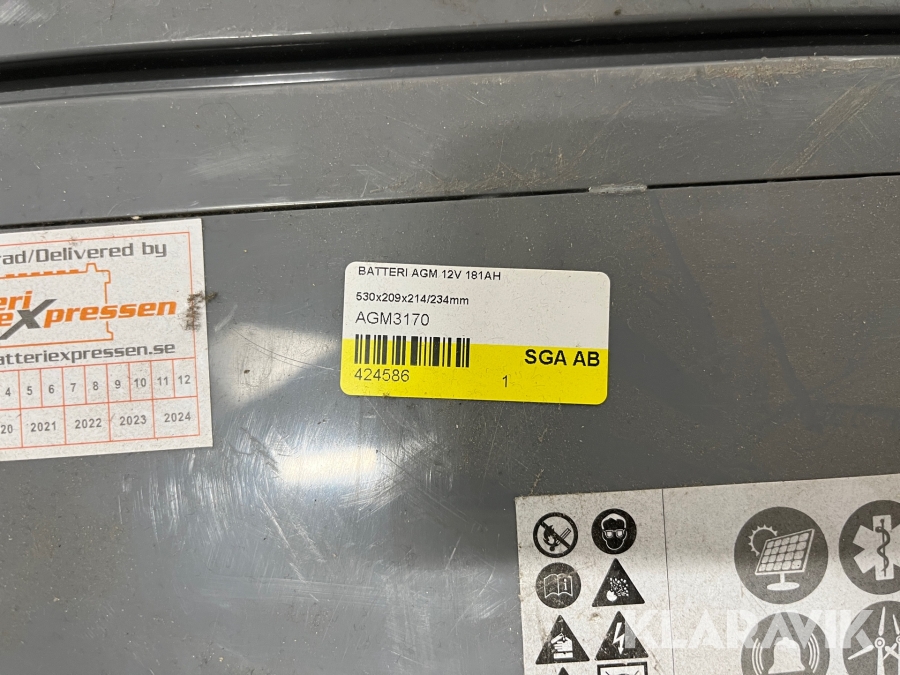 rad/Delivered by
eri
eXpressen
atteriexpressen.se
4 5 6 7 8 9 10 11 12
20 2021 2022 2023 2024
BATTERI AGM 12V 181AH
530x209x214/234mm
AGM3170
424586
1
SGA AB
KLARAVIK